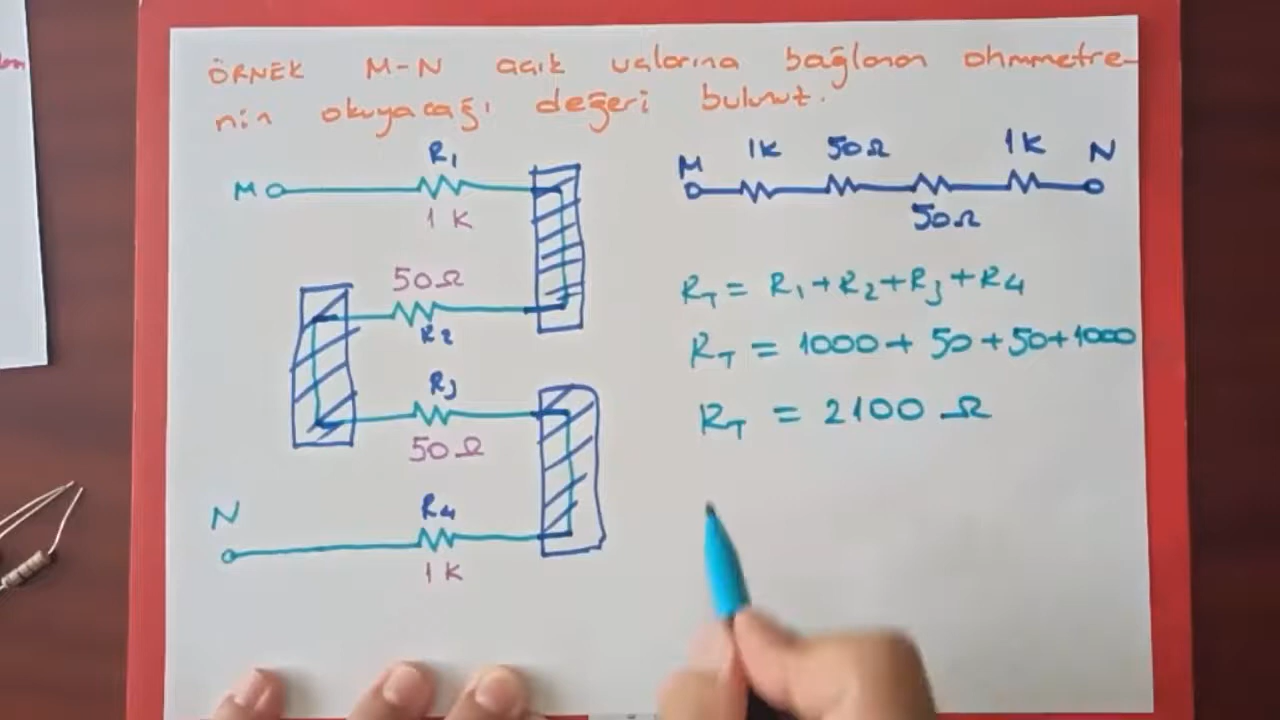 ÖRNEK M-N açık uçlarına bağlanan ohmmetre-
nin okuyacağı değeri bulunuz.
R1
M
1 K
50Ω
R2
R3
50Ω
N
R4
1 K
M 1K 50Ω 1K N
50Ω
RT = R1+R2+R3+R4
RT = 1000+ 50+50+1000
RT = 2100 Ω